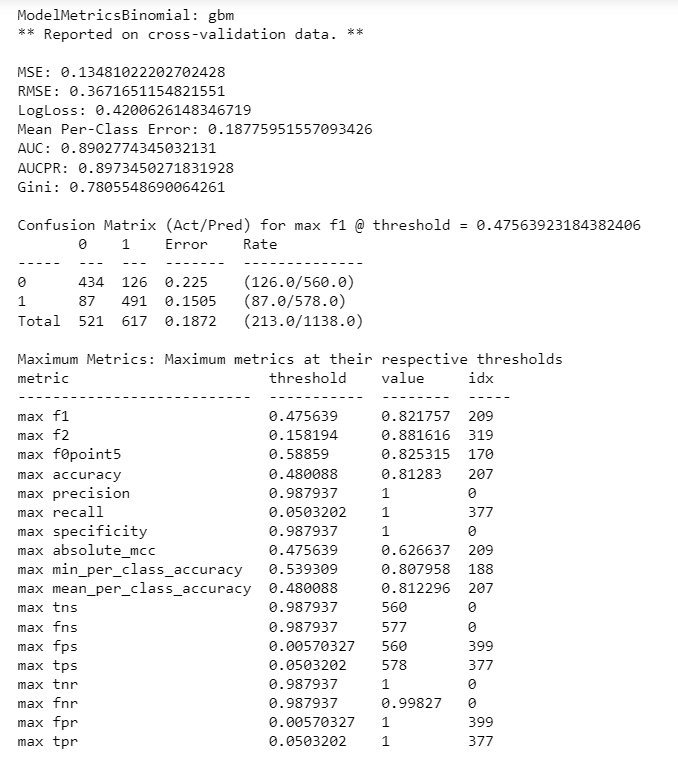 ModelMetricsBinomial: gbm
** Reported on cross-validation data. **

MSE: 0.13481022202702428
RMSE: 0.3671651154821551
LogLoss: 0.4200626148346719
Mean Per-Class Error: 0.18775951557093426
AUC: 0.8902774345032131
AUCPR: 0.8973450271831928
Gini: 0.7805548690064261

Confusion Matrix (Act/Pred) for max f1 @ threshold = 0.47563923184382406
       0    1    Error    Rate
-----  ---  ---  -------  --------------
0      434  126  0.225    (126.0/560.0)
1      87   491  0.1505   (87.0/578.0)
Total  521  617  0.1872   (213.0/1138.0)

Maximum Metrics: Maximum metrics at their respective thresholds
metric                       threshold    value     idx
---------------------------  -----------  --------  -----
max f1                       0.475639     0.821757  209
max f2                       0.158194     0.881616  319
max f0point5                 0.58859      0.825315  170
max accuracy                 0.480088     0.81283   207
max precision                0.987937     1         0
max recall                   0.0503202    1         377
max specificity              0.987937     1         0
max absolute_mcc             0.475639     0.626637  209
max min_per_class_accuracy   0.539309     0.807958  188
max mean_per_class_accuracy  0.480088     0.812296  207
max tns                      0.987937     560       0
max fns                      0.987937     577       0
max fps                      0.00570327   560       399
max tps                      0.0503202    578       377
max tnr                      0.987937     1         0
max fnr                      0.987937     0.99827   0
max fpr                      0.00570327   1         399
max tpr                      0.0503202    1         377